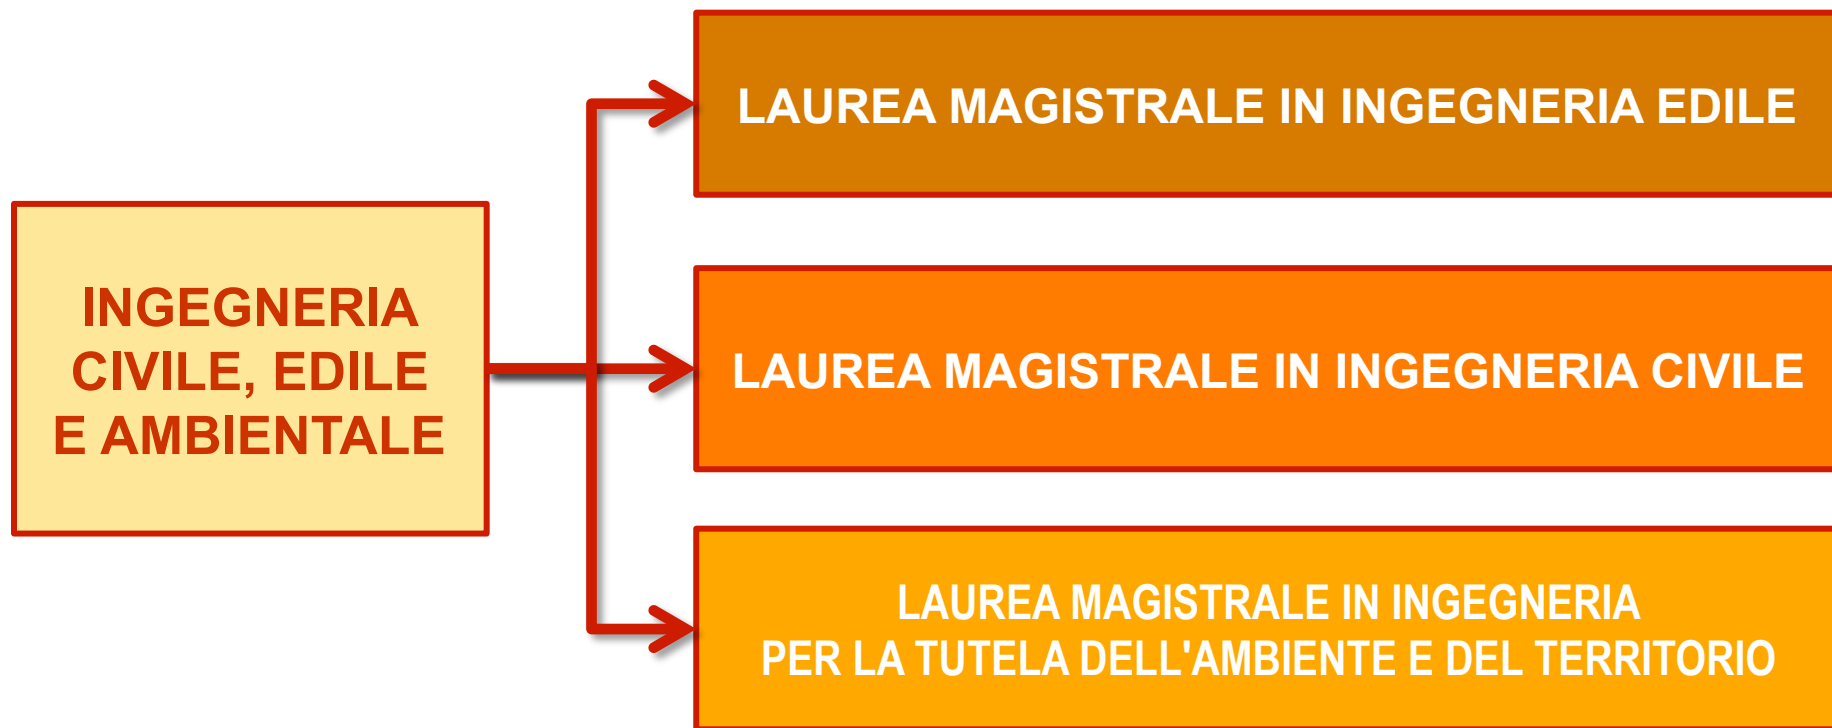 INGEGNERIA
CIVILE, EDILE
E AMBIENTALE
LAUREA MAGISTRALE IN INGEGNERIA EDILE
LAUREA MAGISTRALE IN INGEGNERIA CIVILE
LAUREA MAGISTRALE IN INGEGNERIA
PER LA TUTELA DELL'AMBIENTE E DEL TERRITORIO